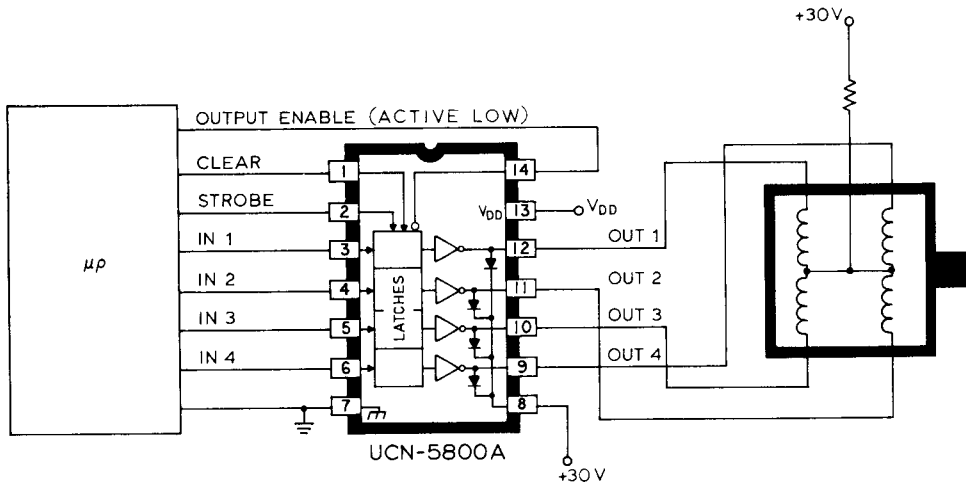 +30V
OUTPUT ENABLE (ACTIVE LOW)
CLEAR
STROBE
IN 1
IN 2
IN 3
IN 4
μp
1
2
3
4
5
6
7
LATCHES
14
13
12
11
10
9
8
VDD
VDD
OUT 1
OUT 2
OUT 3
OUT 4
UCN-5800A
+30V